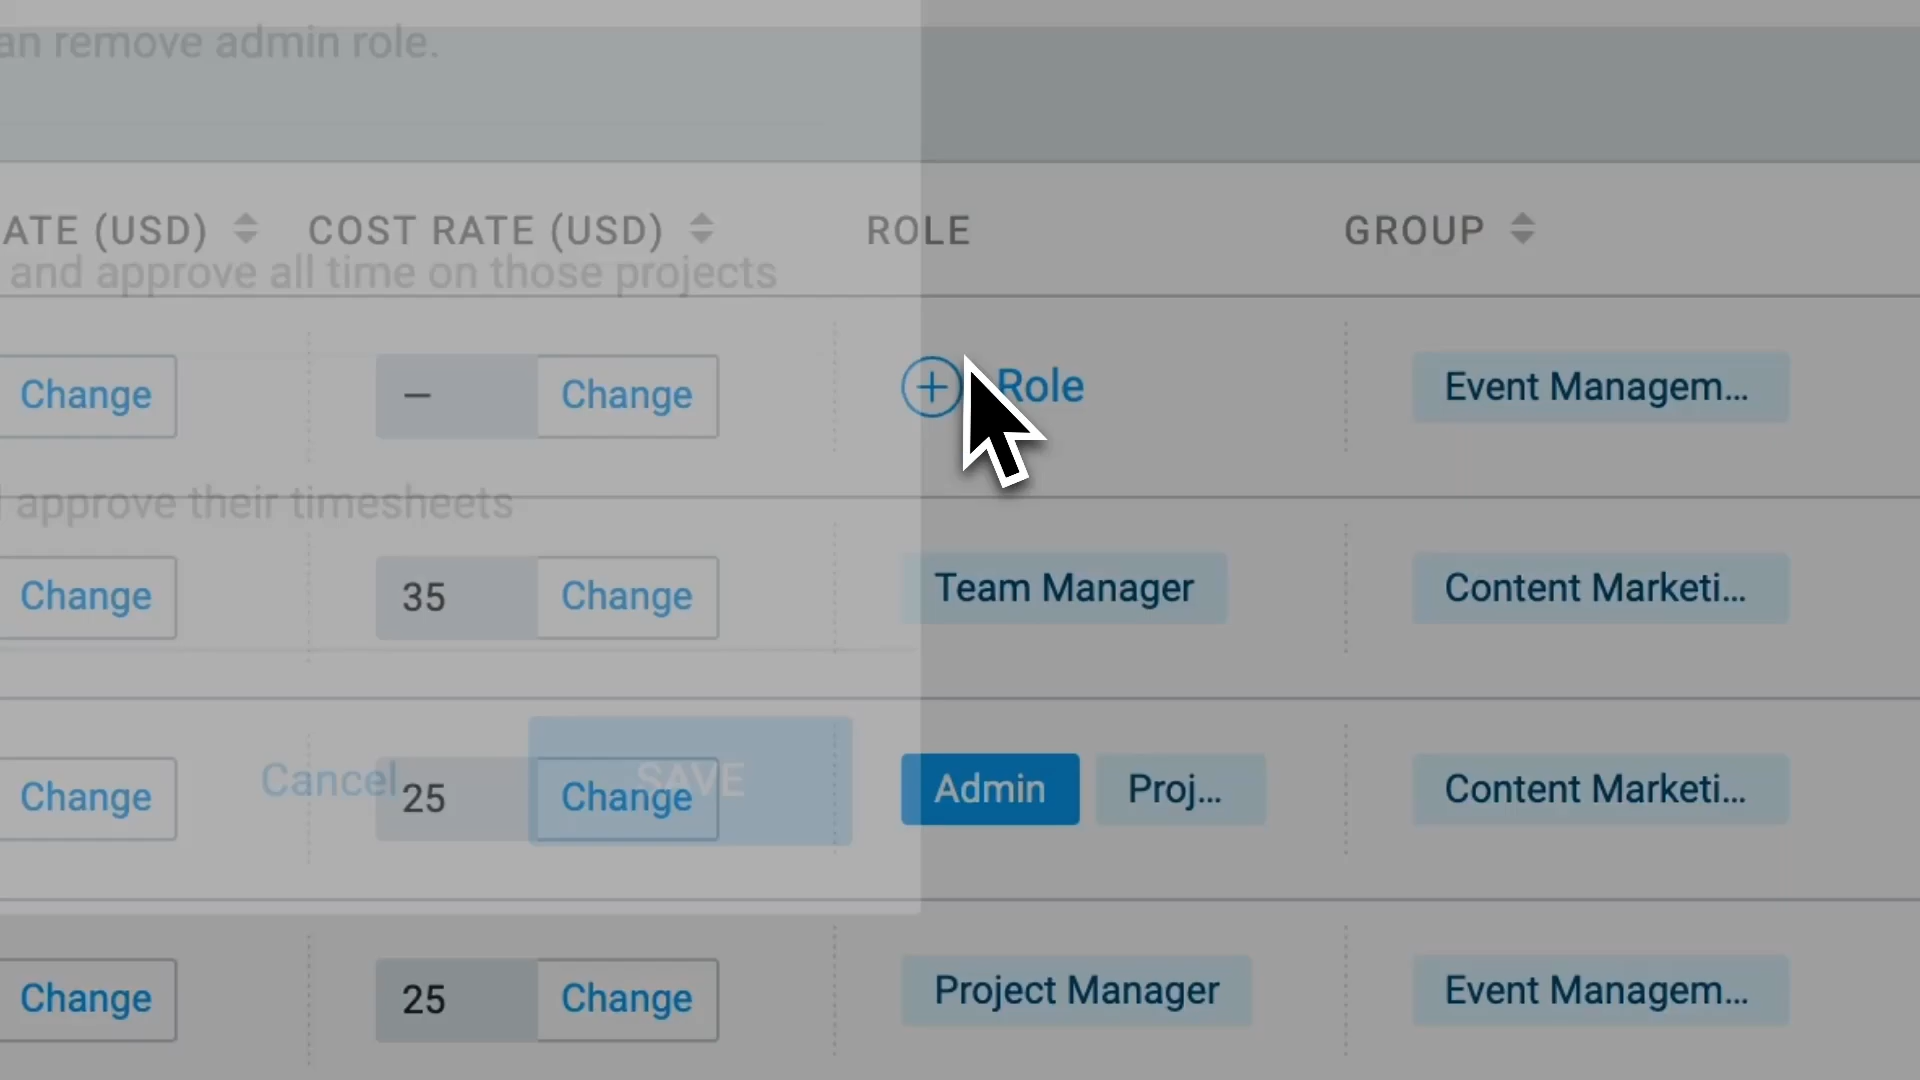 an remove admin role.
ATE (USD) COST RATE (USD) ROLE GROUP
and approve all time on those projects
Change — Change Role Event Managem...
approve their timesheets
Change 35 Change Team Manager Content Marketi...
Cancel SAVE
Change 25 Change Admin Proj... Content Marketi...
Change 25 Change Project Manager Event Managem...